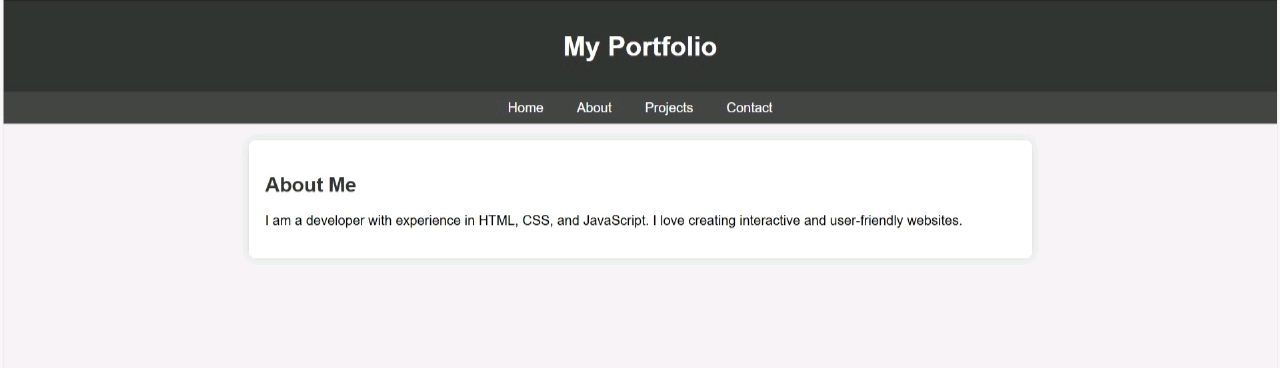 My Portfolio
Home About Projects Contact
About Me
I am a developer with experience in HTML, CSS, and JavaScript. I love creating interactive and user-friendly websites.